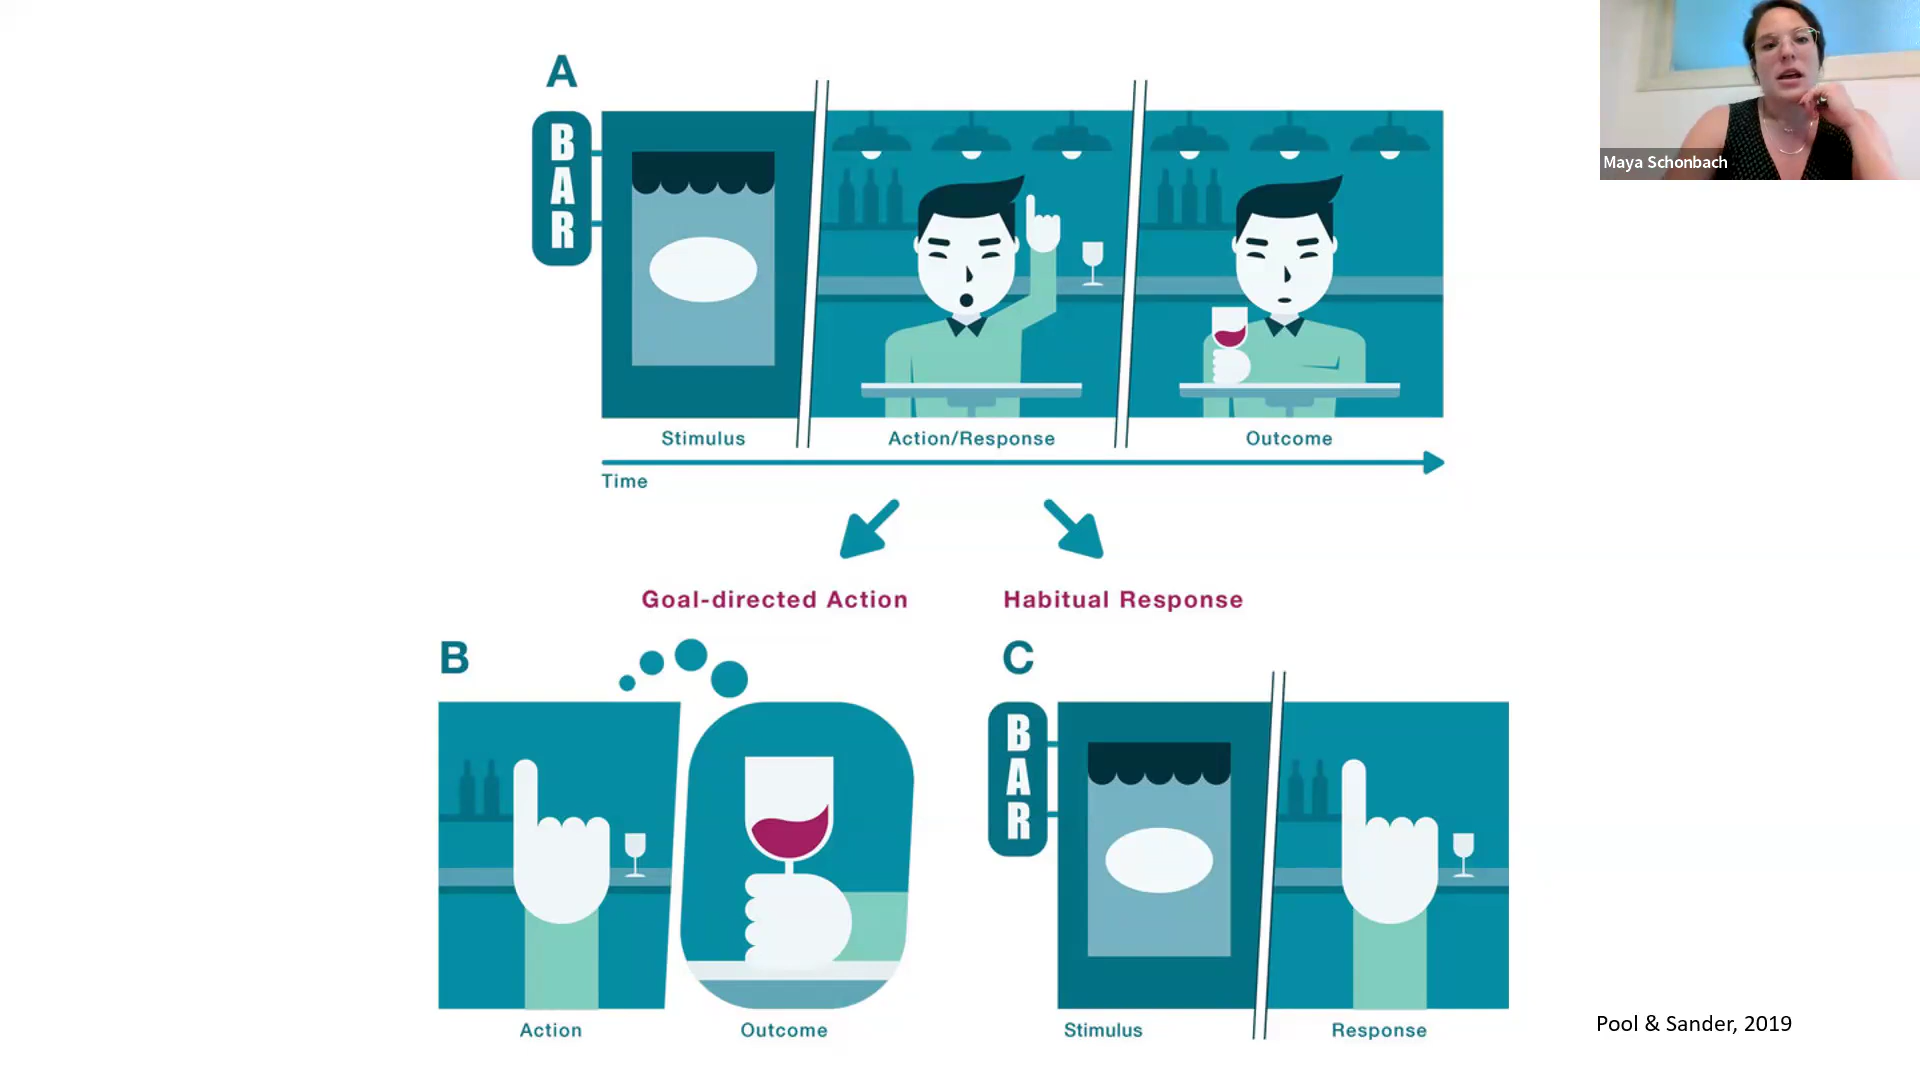 A
BAR
Stimulus
Action/Response
Outcome
Time
Goal-directed Action
Habitual Response
B
Action
Outcome
C
BAR
Stimulus
Response
Pool & Sander, 2019
Maya Schonbach